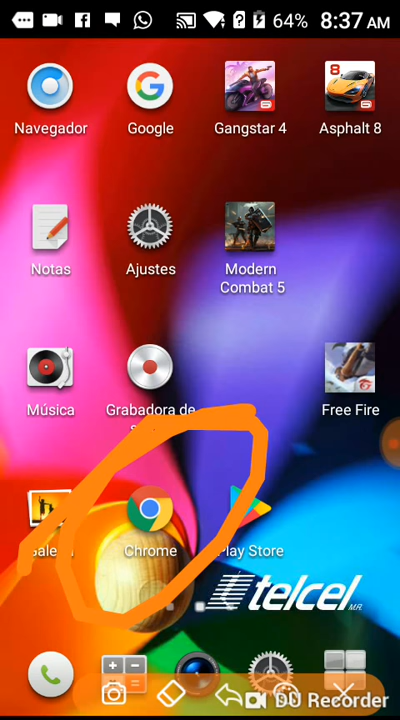 64% 8:37 AM
Navegador Google Gangstar 4 Asphalt 8
Notas Ajustes Modern
Combat 5
Música Grabadora de Free Fire
Chrome Play Store
telcel M.R.
DU Recorder